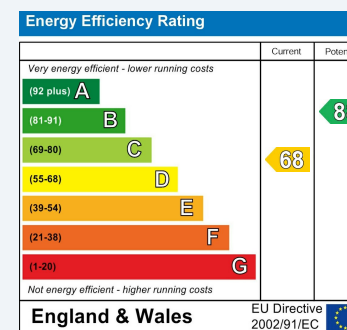 Energy Efficiency Rating
Current
Very energy efficient - lower running costs
(92 plus) A
(81-91) B
(69-80) C
68
(55-68) D
(39-54) E
(21-38) F
(1-20) G
Not energy efficient - higher running costs
England & Wales
EU Directive
2002/91/EC